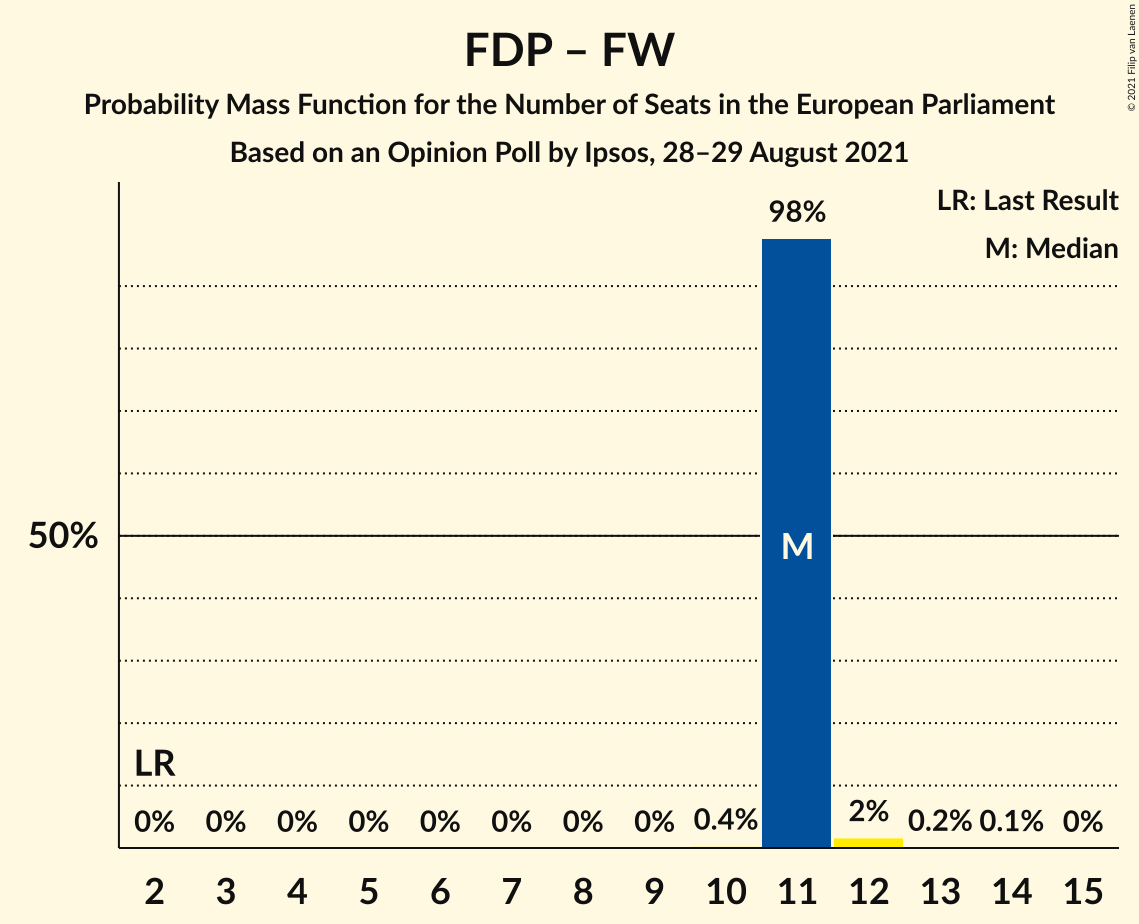 FDP – FW
Probability Mass Function for the Number of Seats in the European Parliament
Based on an Opinion Poll by Ipsos, 28–29 August 2021
© 2021 Filip van Laenen
LR: Last Result
M: Median
98%
50%
M
LR
0% 0% 0% 0% 0% 0% 0% 0% 0.4% 2% 0.2% 0.1% 0%
2 3 4 5 6 7 8 9 10 11 12 13 14 15